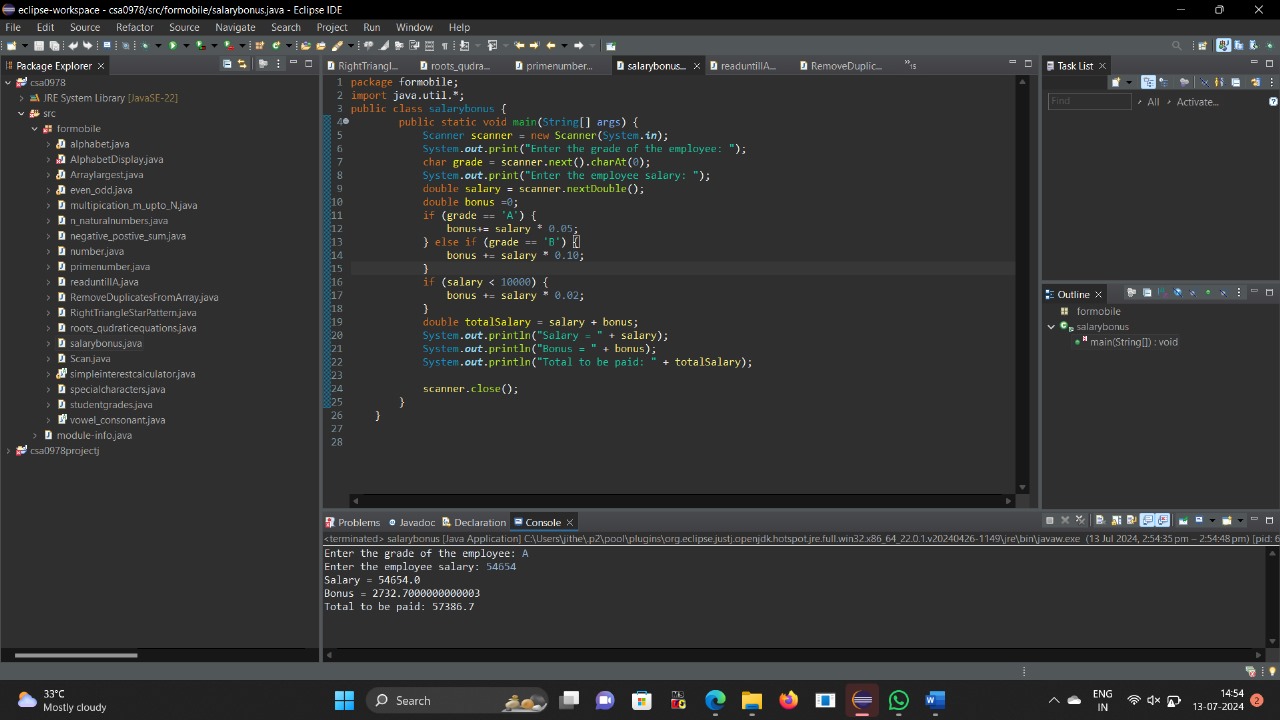 eclipse-workspace - csa0978/src/formobile/salarybonus.java - Eclipse IDE
File Edit Source Refactor Source Navigate Search Project Run Window Help
Package Explorer
csa0978
JRE System Library [JavaSE-22]
src
formobile
alphabet.java
AlphabetDisplay.java
Arraylargest.java
even_odd.java
multipication_m_upto_N.java
n_naturalnumbers.java
negative_postive_sum.java
number.java
primenumber.java
readuntillA.java
RemoveDuplicatesFromArray.java
RightTriangleStarPattern.java
roots_qudraticequations.java
salarybonus.java
Scan.java
simpleinterestcalculator.java
specialcharacters.java
studentgrades.java
vowel_consonant.java
module-info.java
csa0978projectj
RightTriangl... roots_qudra... primenumber... salarybonus... readuntillA... RemoveDuplic... »15
1 package formobile;
2 import java.util.*;
3 public class salarybonus {
4 public static void main(String[] args) {
5 Scanner scanner = new Scanner(System.in);
6 System.out.print("Enter the grade of the employee: ");
7 char grade = scanner.next().charAt(0);
8 System.out.print("Enter the employee salary: ");
9 double salary = scanner.nextDouble();
10 double bonus =0;
11 if (grade == 'A') {
12 bonus+= salary * 0.05;
13 } else if (grade == 'B') {
14 bonus += salary * 0.10;
15 }
16 if (salary < 10000) {
17 bonus += salary * 0.02;
18 }
19 double totalSalary = salary + bonus;
20 System.out.println("Salary = " + salary);
21 System.out.println("Bonus = " + bonus);
22 System.out.println("Total to be paid: " + totalSalary);
23
24 scanner.close();
25 }
26 }
27
28
Task List
Find All Activate...
Outline
formobile
salarybonus
main(String[]) : void
Problems Javadoc Declaration Console
<terminated> salarybonus [Java Application] C:\Users\jithe\.p2\pool\plugins\org.eclipse.justj.openjdk.hotspot.jre.full.win32.x86_64_22.0.1.v20240426-1149\jre\bin\javaw.exe (13 Jul 2024, 2:54:35 pm – 2:54:48 pm) [pid: 6
Enter the grade of the employee: A
Enter the employee salary: 54654
Salary = 54654.0
Bonus = 2732.7000000000003
Total to be paid: 57386.7
33°C
Mostly cloudy
Search
ENG
IN
14:54
13-07-2024
2